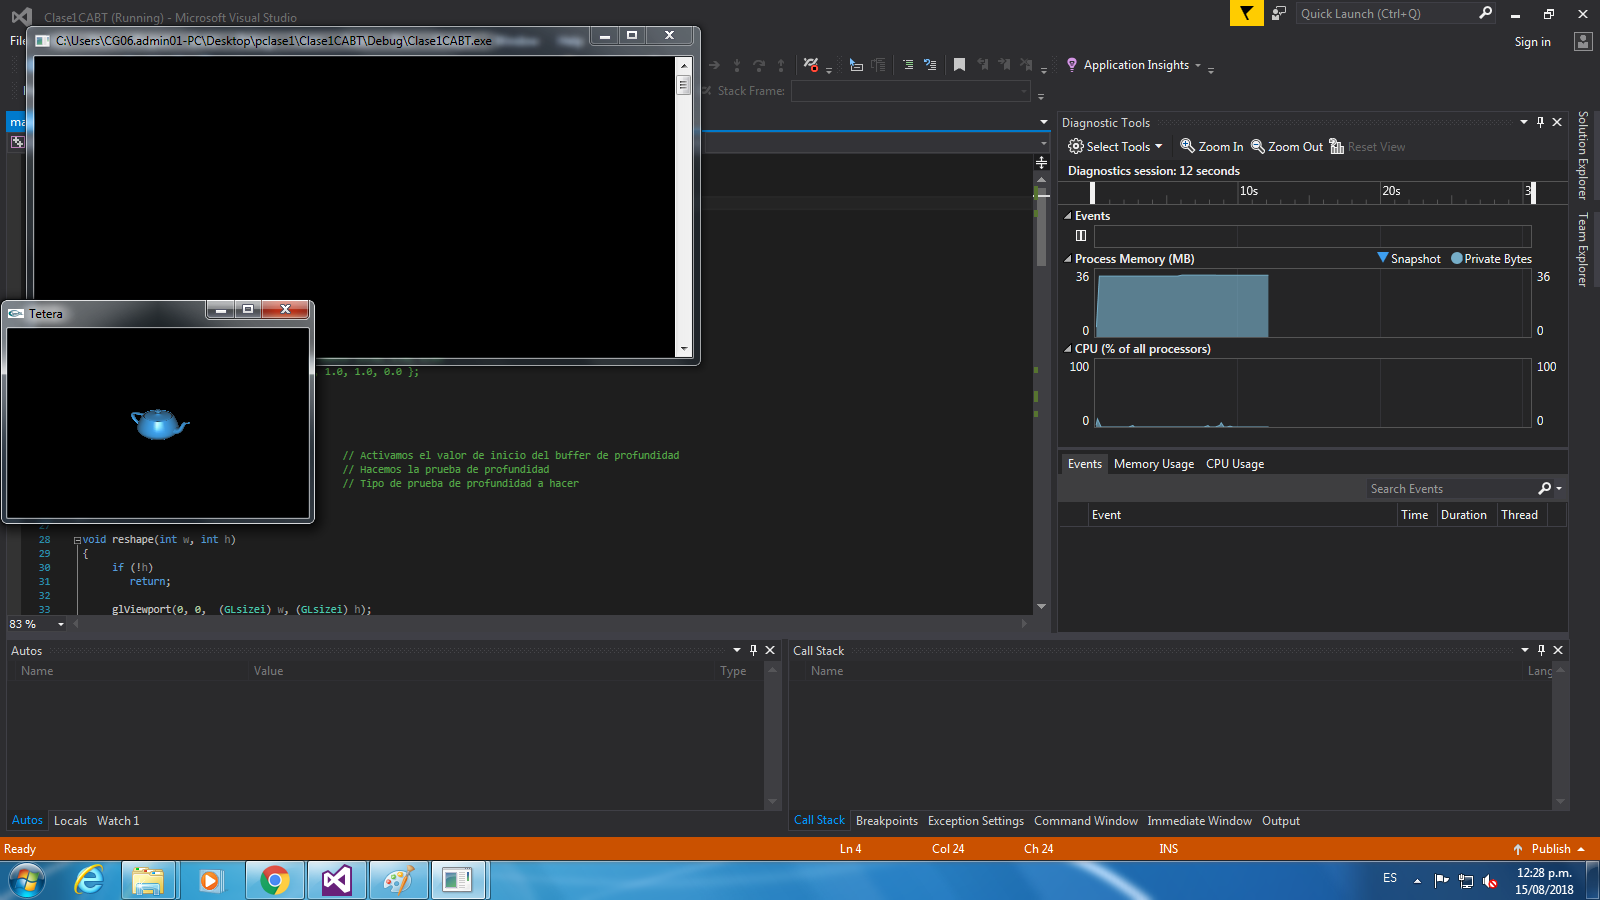 Clase1CABT (Running) - Microsoft Visual Studio
Quick Launch (Ctrl+Q)
C:\Users\CG06.admin01-PC\Desktop\pclase1\Clase1CABT\Debug\Clase1CABT.exe
Sign in
Application Insights
Stack Frame:
Diagnostic Tools
Select Tools
Zoom In
Zoom Out
Reset View
Diagnostics session: 12 seconds
10s
20s
Events
Process Memory (MB)
Snapshot
Private Bytes
36
36
0
0
CPU (% of all processors)
100
100
0
0
Solution Explorer
Team Explorer
Tetera
1.0, 1.0, 0.0 };
// Activamos el valor de inicio del buffer de profundidad
// Hacemos la prueba de profundidad
// Tipo de prueba de profundidad a hacer
27
28 void reshape(int w, int h)
29 {
30 if (!h)
31 return;
32
33 glViewport(0, 0, (GLsizei) w, (GLsizei) h);
83 %
Events
Memory Usage
CPU Usage
Search Events
Event
Time
Duration
Thread
Autos
Name
Value
Type
Autos
Locals
Watch 1
Call Stack
Name
Lang
Call Stack
Breakpoints
Exception Settings
Command Window
Immediate Window
Output
Ready
Ln 4
Col 24
Ch 24
INS
Publish
ES
12:28 p.m.
15/08/2018